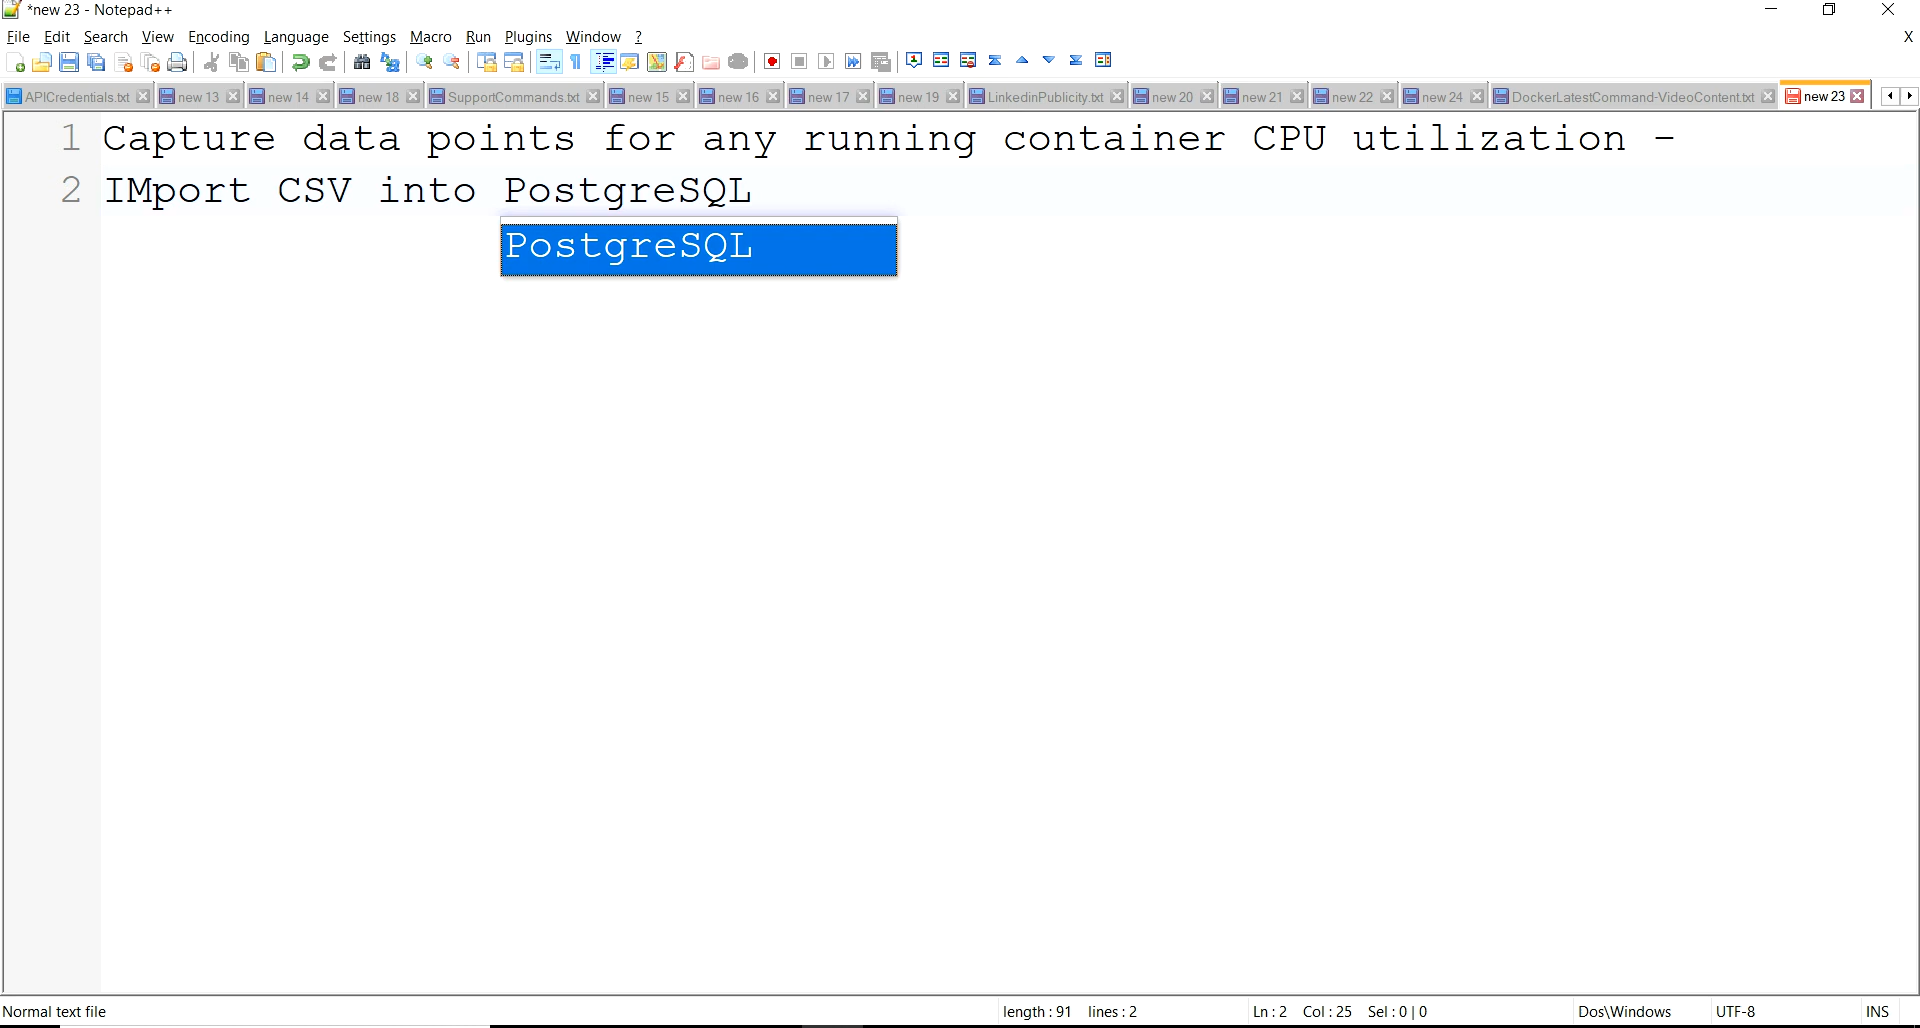 *new 23 - Notepad++
File Edit Search View Encoding Language Settings Macro Run Plugins Window ? X
APICredentials.txt new 13 new 14 new 18 SupportCommands.txt new 15 new 16 new 17 new 19 LinkedinPublicity.txt new 20 new 21 new 22 new 24 DockerLatestCommand-VideoContent.txt new 23
1 Capture data points for any running container CPU utilization -
2 IMport CSV into PostgreSQL
PostgreSQL
Normal text file length : 91 lines : 2 Ln : 2 Col : 25 Sel : 0 | 0 Dos\Windows UTF-8 INS